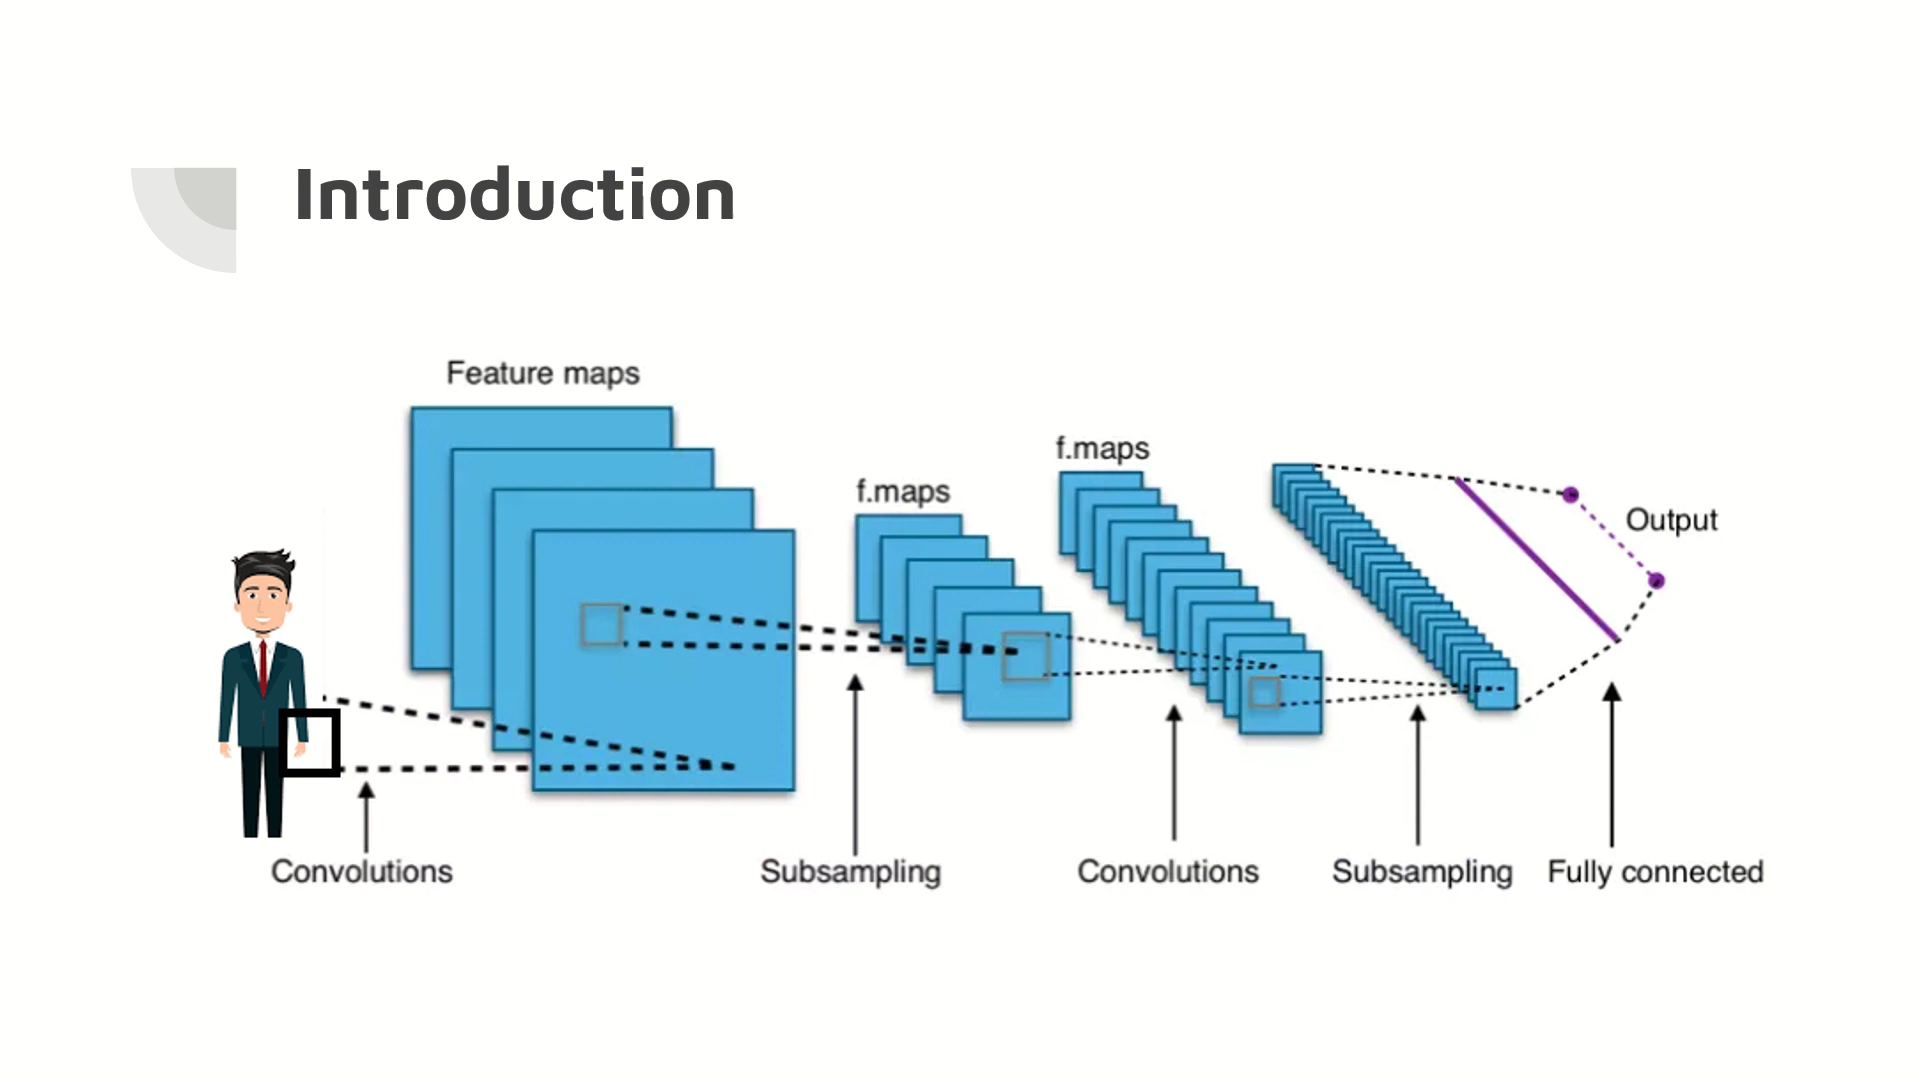 Introduction
Feature maps
f.maps
f.maps
Output
Convolutions
Subsampling
Convolutions
Subsampling
Fully connected